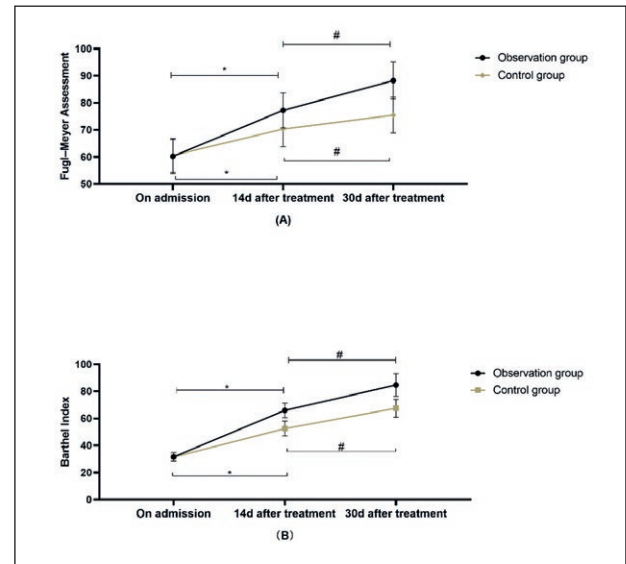 100
90
80
70
60
50
Fugl–Meyer Assessment
*
#
*
#
Observation group
Control group
On admission 14d after treatment 30d after treatment
(A)
100
80
60
40
20
0
Barthel Index
*
#
*
#
Observation group
Control group
On admission 14d after treatment 30d after treatment
(B)